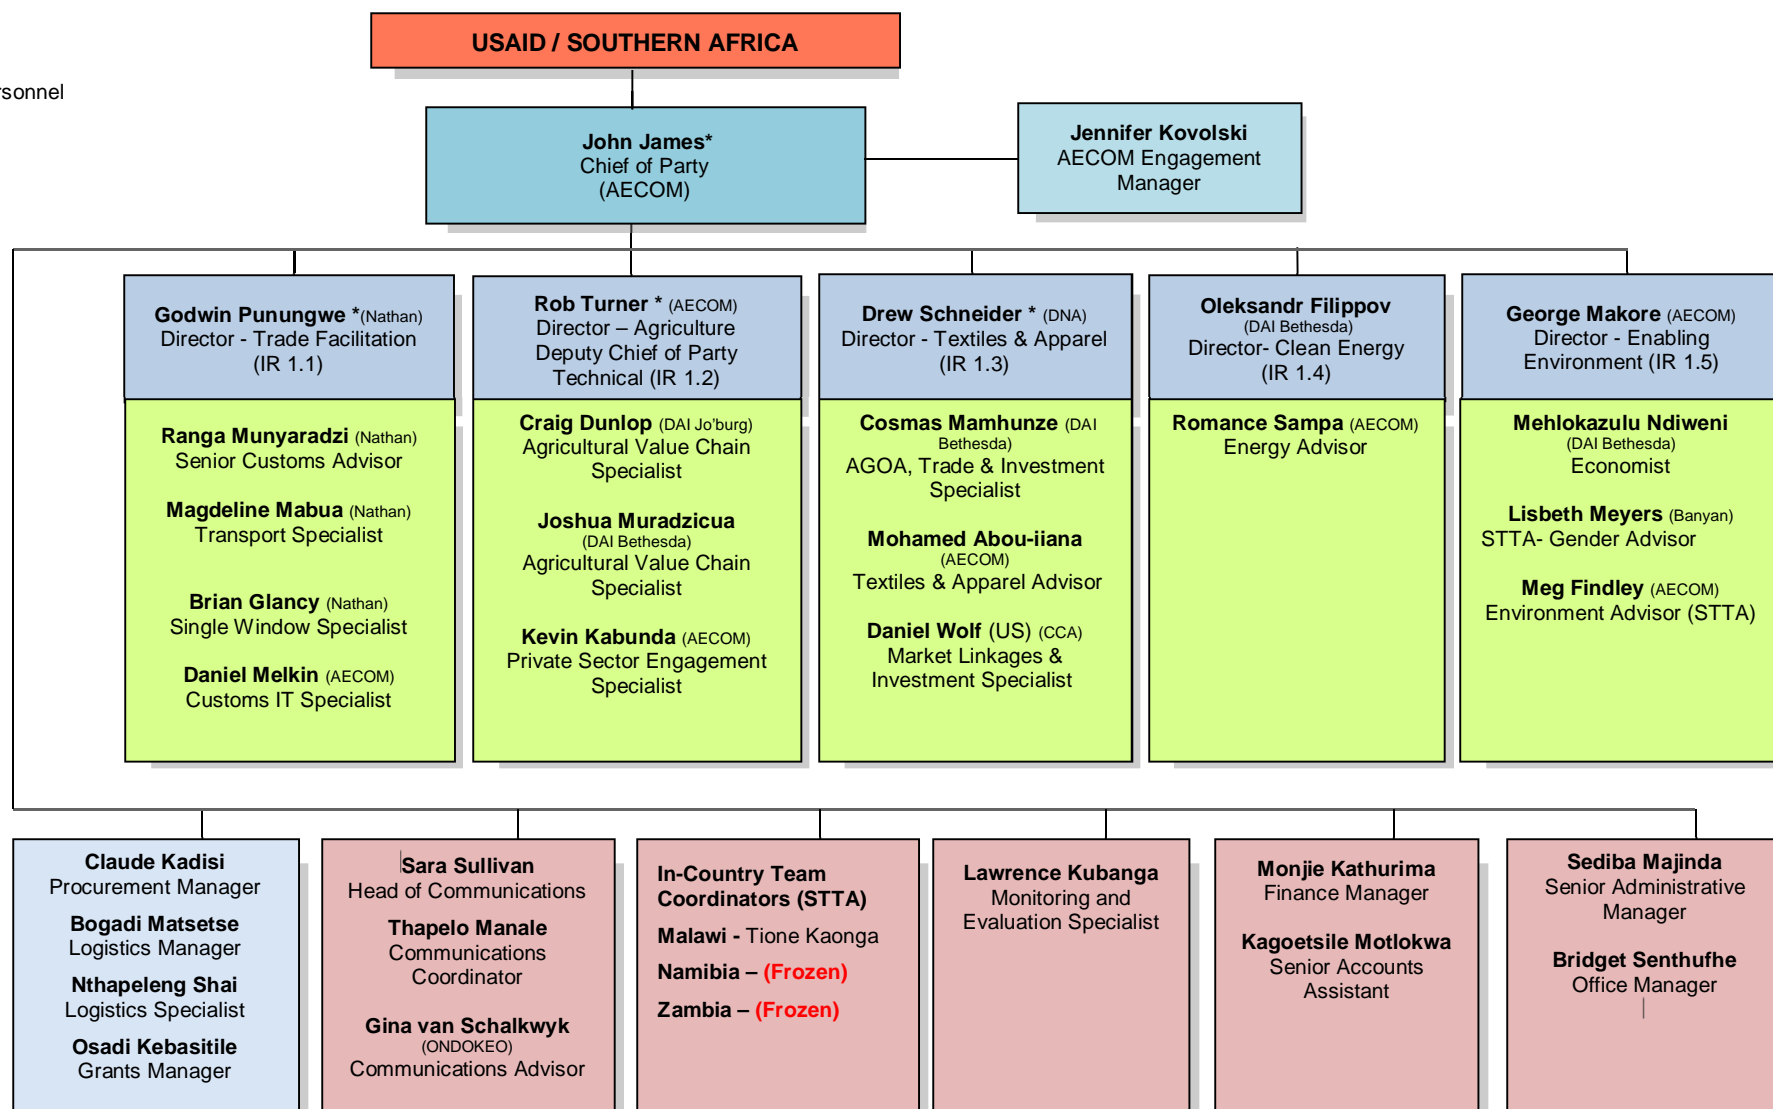 USAID / SOUTHERN AFRICA
rsonnel
John James*
Chief of Party
(AECOM)
Jennifer Kovolski
AECOM Engagement
Manager
Godwin Punungwe *(Nathan)
Director - Trade Facilitation
(IR 1.1)
Ranga Munyaradzi (Nathan)
Senior Customs Advisor
Magdeline Mabua (Nathan)
Transport Specialist
Brian Glancy (Nathan)
Single Window Specialist
Daniel Melkin (AECOM)
Customs IT Specialist
Rob Turner * (AECOM)
Director – Agriculture
Deputy Chief of Party
Technical (IR 1.2)
Craig Dunlop (DAI Jo'burg)
Agricultural Value Chain
Specialist
Joshua Muradzicua
(DAI Bethesda)
Agricultural Value Chain
Specialist
Kevin Kabunda (AECOM)
Private Sector Engagement
Specialist
Drew Schneider * (DNA)
Director - Textiles & Apparel
(IR 1.3)
Cosmas Mamhunze (DAI
Bethesda)
AGOA, Trade & Investment
Specialist
Mohamed Abou-iiana
(AECOM)
Textiles & Apparel Advisor
Daniel Wolf (US) (CCA)
Market Linkages &
Investment Specialist
Oleksandr Filippov
(DAI Bethesda)
Director- Clean Energy
(IR 1.4)
Romance Sampa (AECOM)
Energy Advisor
George Makore (AECOM)
Director - Enabling
Environment (IR 1.5)
Mehlokazulu Ndiweni
(DAI Bethesda)
Economist
Lisbeth Meyers (Banyan)
STTA- Gender Advisor
Meg Findley (AECOM)
Environment Advisor (STTA)
Claude Kadisi
Procurement Manager
Bogadi Matsetse
Logistics Manager
Nthapeleng Shai
Logistics Specialist
Osadi Kebasitile
Grants Manager
Sara Sullivan
Head of Communications
Thapelo Manale
Communications
Coordinator
Gina van Schalkwyk
(ONDOKEO)
Communications Advisor
In-Country Team
Coordinators (STTA)
Malawi - Tione Kaonga
Namibia – (Frozen)
Zambia – (Frozen)
Lawrence Kubanga
Monitoring and
Evaluation Specialist
Monjie Kathurima
Finance Manager
Kagoetsile Motlokwa
Senior Accounts
Assistant
Sediba Majinda
Senior Administrative
Manager
Bridget Senthufhe
Office Manager